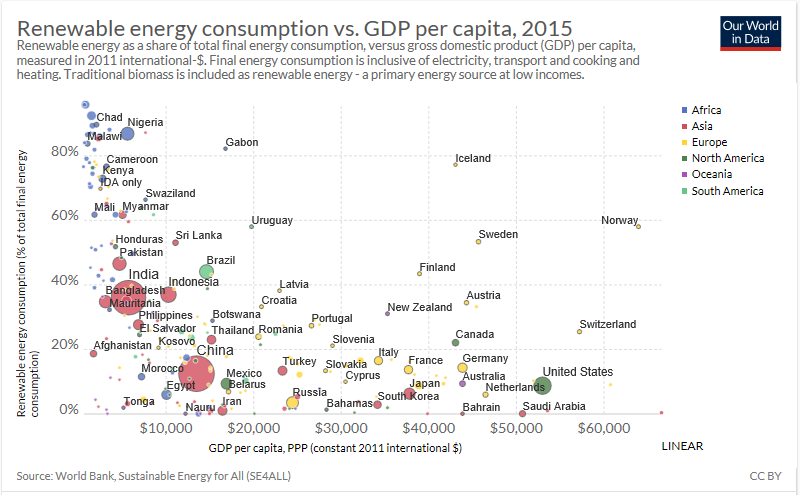 Renewable energy consumption vs. GDP per capita, 2015
Our World
in Data
Renewable energy as a share of total final energy consumption, versus gross domestic product (GDP) per capita,
measured in 2011 international-$. Final energy consumption is inclusive of electricity, transport and cooking and
heating. Traditional biomass is included as renewable energy - a primary energy source at low incomes.
Renewable energy consumption (% of total final energy
consumption)
80%
60%
40%
20%
0%
Chad
Nigeria
Malawi
Gabon
Iceland
Cameroon
Kenya
IDA only
Swaziland
Mali
Myanmar
Uruguay
Norway
Honduras
Sri Lanka
Sweden
Pakistan
Brazil
Finland
India
Indonesia
Latvia
Bangladesh
Mauritania
Croatia
Austria
New Zealand
Philippines
Botswana
Portugal
Switzerland
El Salvador
Thailand
Romania
Kosovo
Slovenia
Canada
Afghanistan
China
Italy
Morocco
Turkey
Slovakia
France
Germany
United States
Mexico
Cyprus
Australia
Egypt
Belarus
Russia
Japan
Netherlands
Tonga
Nauru
Iran
Bahamas
South Korea
Bahrain
Saudi Arabia
$10,000
$20,000
$30,000
$40,000
$50,000
$60,000
GDP per capita, PPP (constant 2011 international $)
LINEAR
Africa
Asia
Europe
North America
Oceania
South America
Source: World Bank, Sustainable Energy for All (SE4ALL)
CC BY